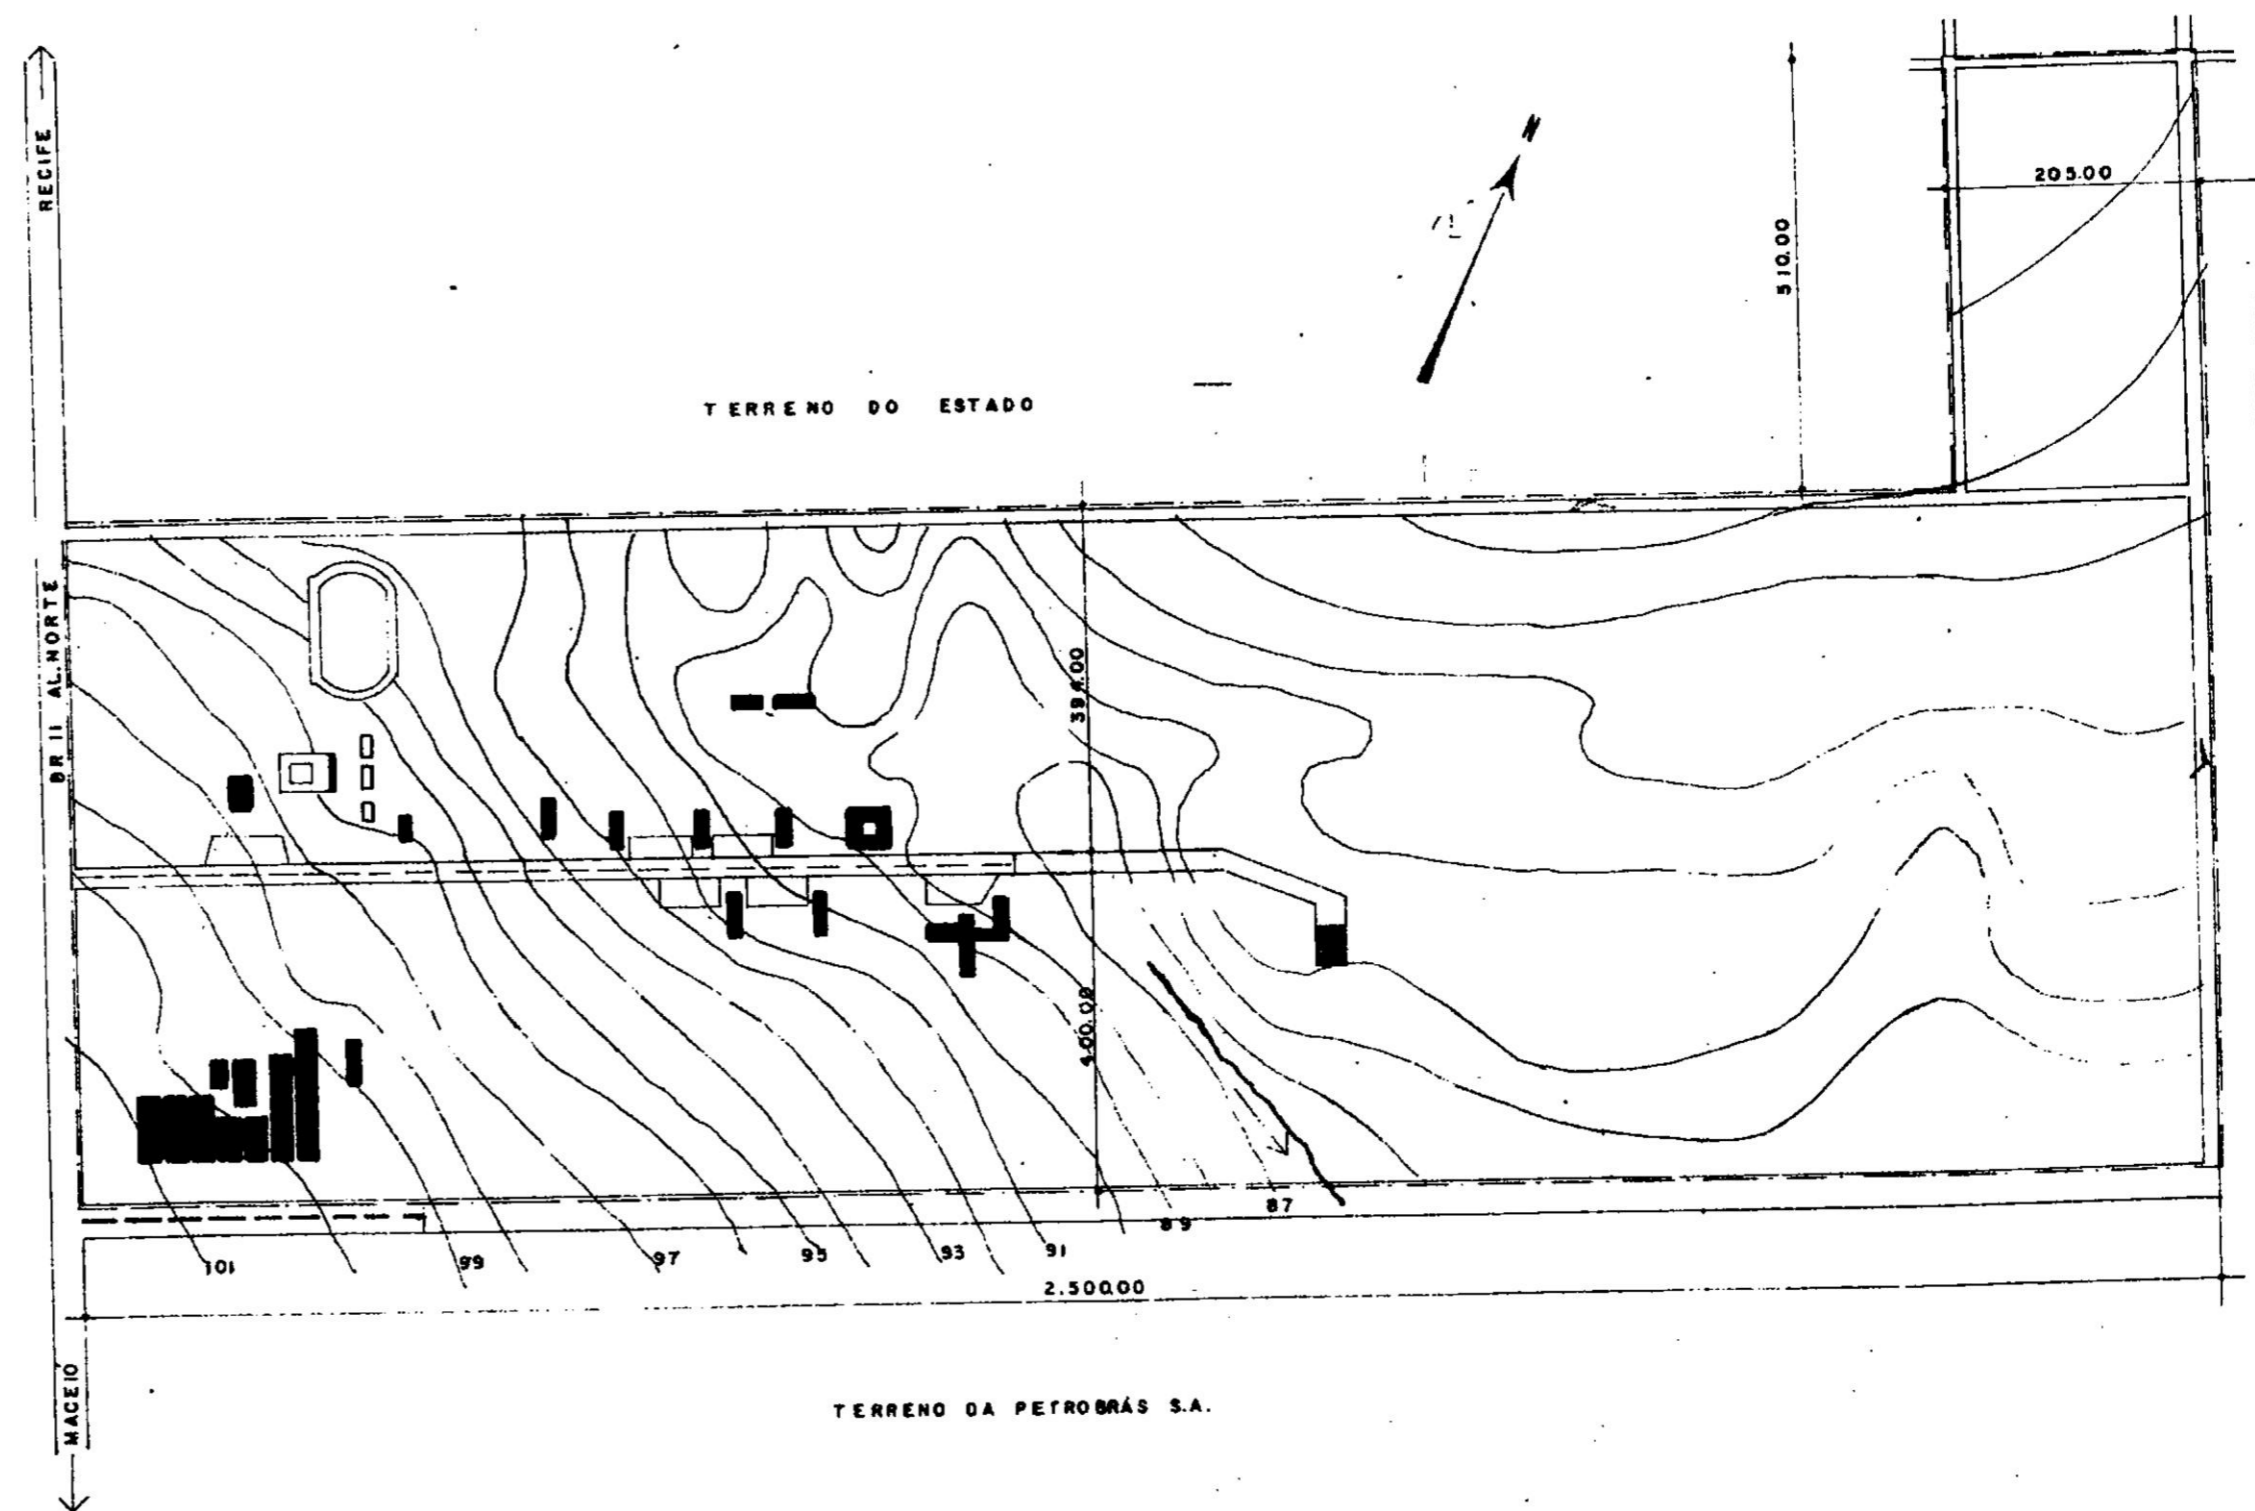 RECIFE
N
205.00
510.00
TERRENO DO ESTADO
BR 11 AL.NORTE
394.00
400.00
87
89
91
93
95
97
99
101
2.500.00
MACEIO
TERRENO DA PETROBRÁS S.A.